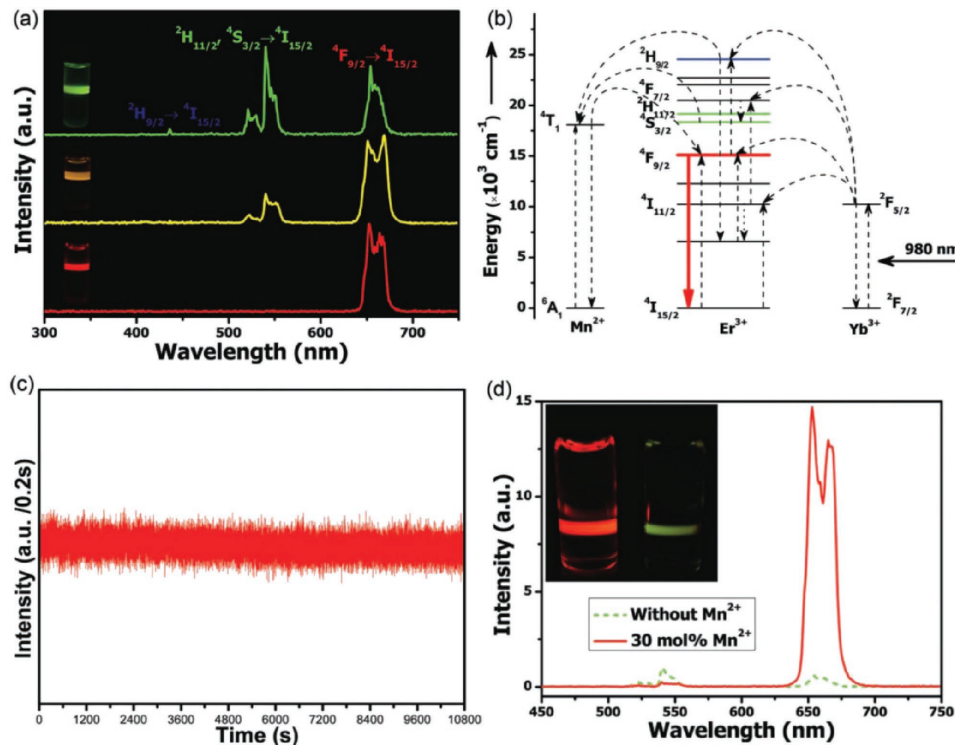 (a)
²H₁₁/₂, ⁴S₃/₂→⁴I₁₅/₂
⁴F₉/₂→⁴I₁₅/₂
²H₉/₂→ ⁴I₁₅/₂
Intensity (a.u.)
300 400 500 600 700
Wavelength (nm)
(b)
Energy (×10³ cm⁻¹)
25
20
15
10
5
0
²H₉/₂
⁴F₇/₂
²H₁₁/₂
⁴S₃/₂
⁴T₁
⁴F₉/₂
⁴I₁₁/₂
²F₅/₂
980 nm
⁶A₁
⁴I₁₅/₂
²F₇/₂
Mn²⁺
Er³⁺
Yb³⁺
(c)
Intensity (a.u. /0.2s)
0 1200 2400 3600 4800 6000 7200 8400 9600 10800
Time (s)
(d)
Intensity (a.u.)
15
10
5
0
Without Mn²⁺
30 mol% Mn²⁺
450 500 550 600 650 700 750
Wavelength (nm)